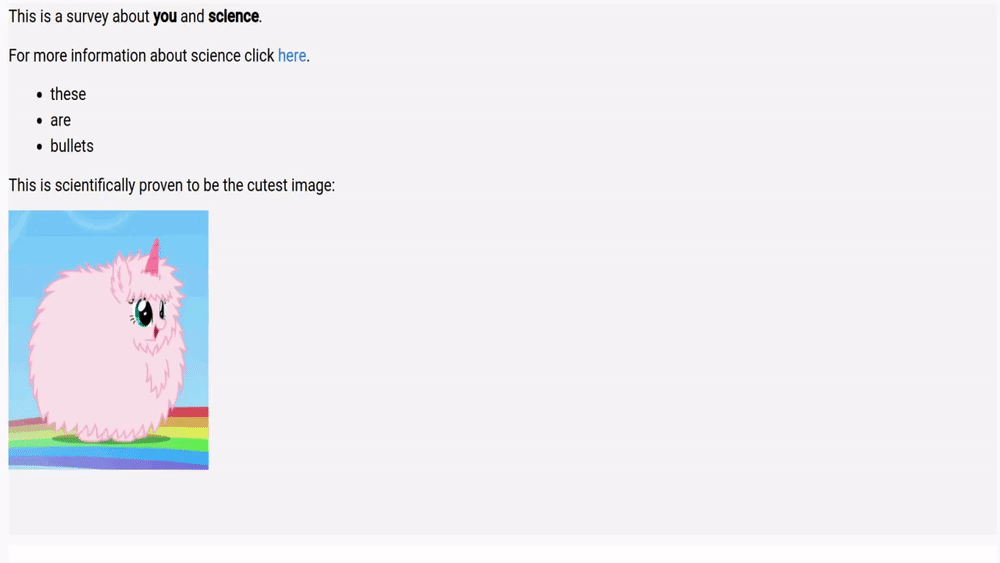 This is a survey about you and science.
For more information about science click here.
these
are
bullets
This is scientifically proven to be the cutest image: